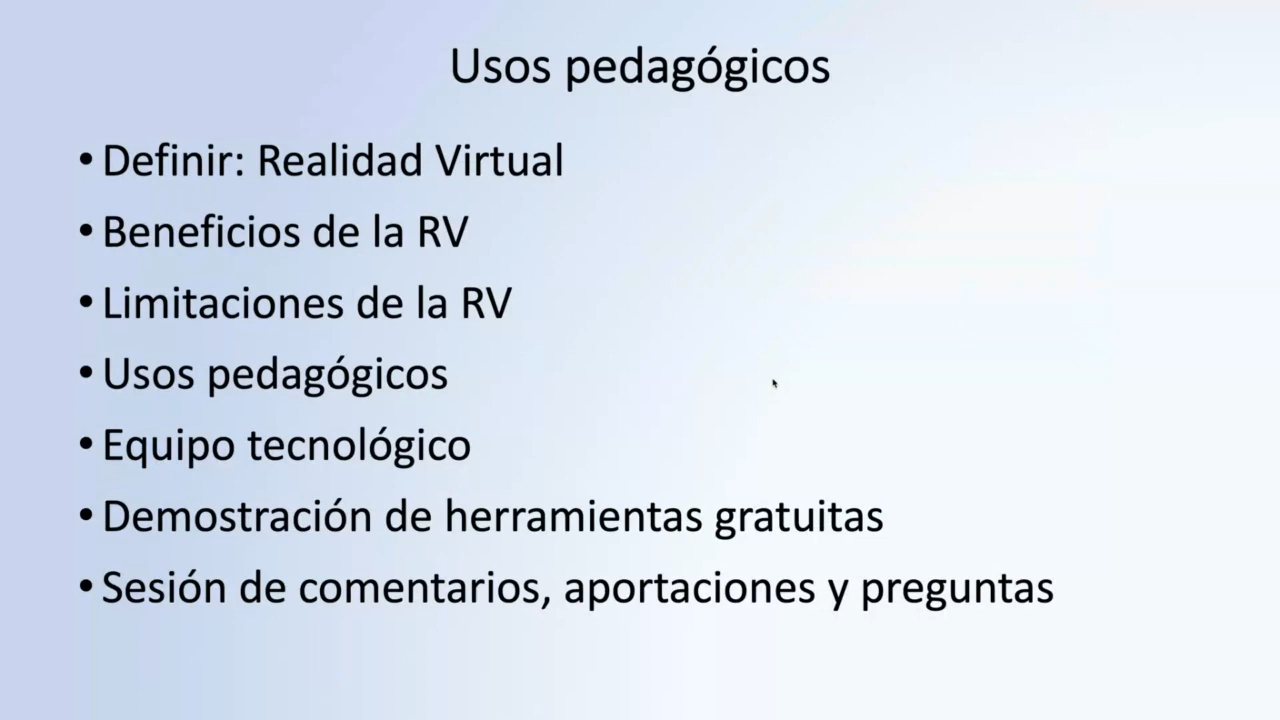 Usos pedagógicos
• Definir: Realidad Virtual
• Beneficios de la RV
• Limitaciones de la RV
• Usos pedagógicos
• Equipo tecnológico
• Demostración de herramientas gratuitas
• Sesión de comentarios, aportaciones y preguntas